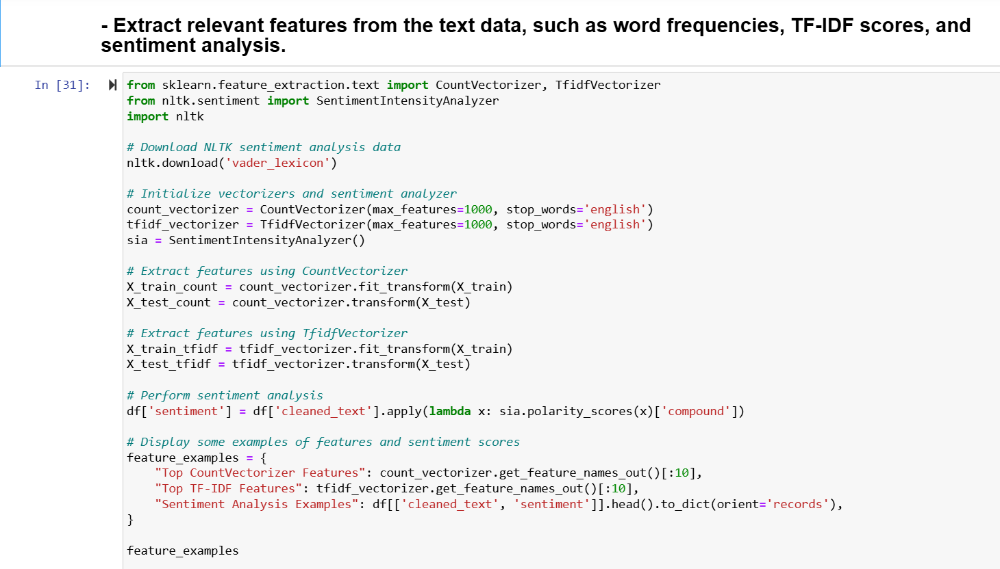 - Extract relevant features from the text data, such as word frequencies, TF-IDF scores, and
sentiment analysis.
In [31]:
from sklearn.feature_extraction.text import CountVectorizer, TfidfVectorizer
from nltk.sentiment import SentimentIntensityAnalyzer
import nltk

# Download NLTK sentiment analysis data
nltk.download('vader_lexicon')

# Initialize vectorizers and sentiment analyzer
count_vectorizer = CountVectorizer(max_features=1000, stop_words='english')
tfidf_vectorizer = TfidfVectorizer(max_features=1000, stop_words='english')
sia = SentimentIntensityAnalyzer()

# Extract features using CountVectorizer
X_train_count = count_vectorizer.fit_transform(X_train)
X_test_count = count_vectorizer.transform(X_test)

# Extract features using TfidfVectorizer
X_train_tfidf = tfidf_vectorizer.fit_transform(X_train)
X_test_tfidf = tfidf_vectorizer.transform(X_test)

# Perform sentiment analysis
df['sentiment'] = df['cleaned_text'].apply(lambda x: sia.polarity_scores(x)['compound'])

# Display some examples of features and sentiment scores
feature_examples = {
    "Top CountVectorizer Features": count_vectorizer.get_feature_names_out()[:10],
    "Top TF-IDF Features": tfidf_vectorizer.get_feature_names_out()[:10],
    "Sentiment Analysis Examples": df[['cleaned_text', 'sentiment']].head().to_dict(orient='records'),
}

feature_examples